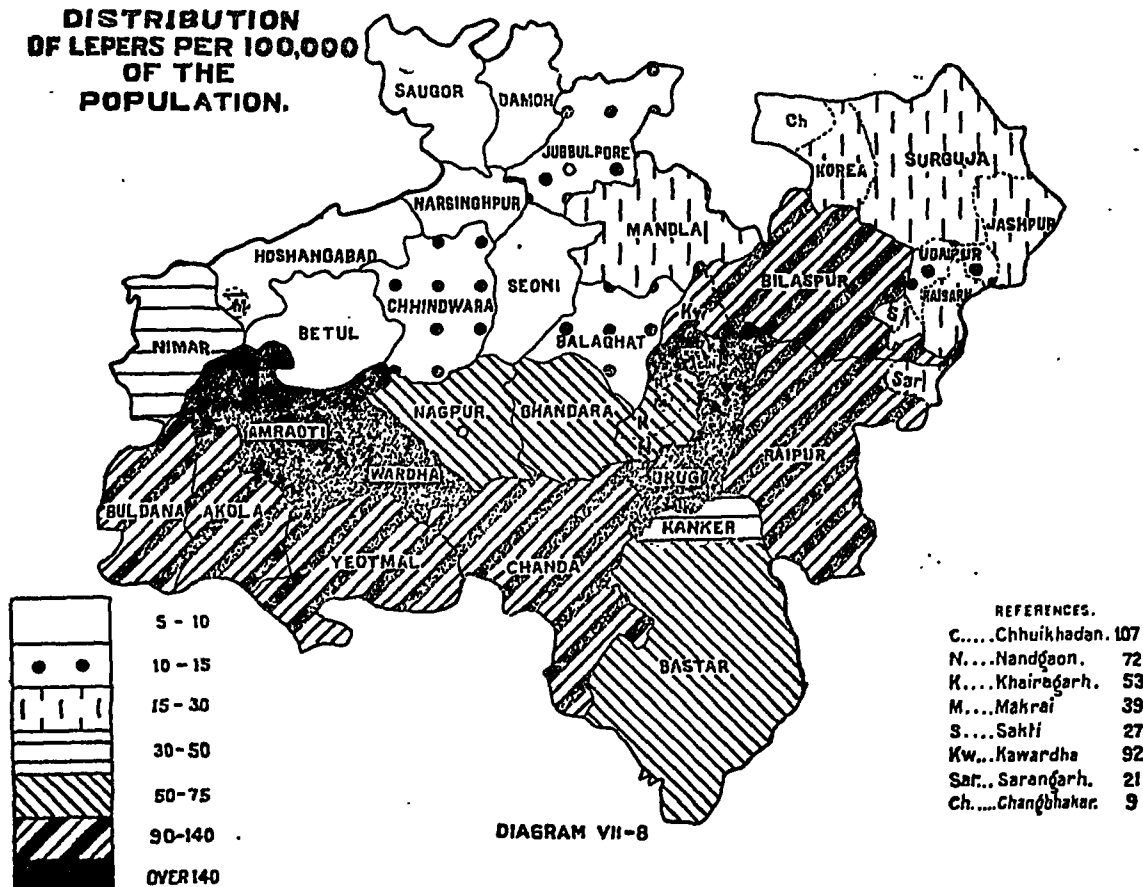 DISTRIBUTION
OF LEPERS PER 100,000
OF THE
POPULATION.
SAUGOR
DAMOH
JUBBULPORE
Ch
KOREA
SURGUJA
JASHPUR
NARSINGHPUR
MANDLA
HOSHANGABAD
UDAIPUR
BILASPUR
RAIGARH
SEONI
CHHINDWARA
M.
Kw
S
BETUL
NIMAR
BALAGHAT
Sar
NAGPUR
BHANDARA
K
AMRAOTI
RAIPUR
WARDHA
DRUG
BULDANA
AKOLA
KANKER
YEOTMAL
CHANDA
BASTAR
5 - 10
10 - 15
15 - 30
30 - 50
50 - 75
90 - 140
OVER 140
REFERENCES.
C.....Chhuikhadan. 107
N....Nandgaon. 72
K....Khairagarh. 53
M....Makrai 39
S....Sakti 27
Kw...Kawardha 92
Sar...Sarangarh. 21
Ch.....Changbhakar. 9
DIAGRAM VII-8